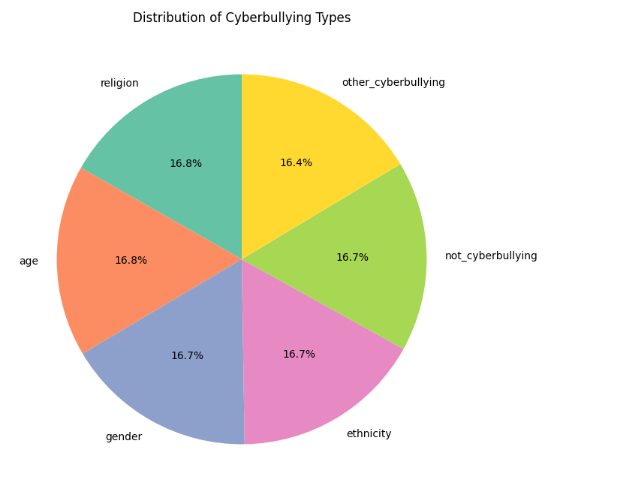 Distribution of Cyberbullying Types
religion
other_cyberbullying
16.8%
16.4%
age
16.8%
16.7%
not_cyberbullying
16.7%
16.7%
gender
ethnicity